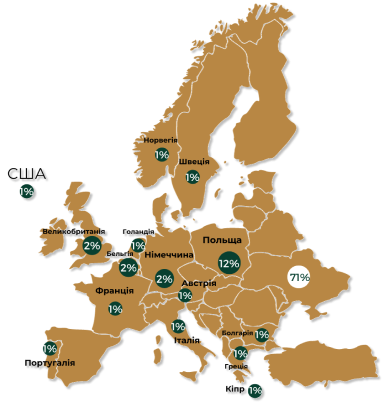 Норвегія
1%
Швеція
1%
США
1%
Великобританія
2%
Голандія
1%
Бельгія
2%
Німеччина
2%
Польща
12%
71%
Австрія
1%
Франція
1%
Італія
1%
Болгарія
1%
Греція
1%
Португалія
1%
Кіпр
1%